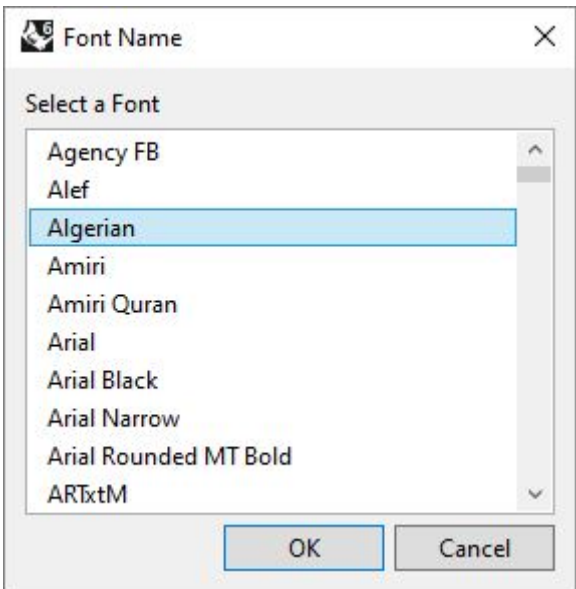 6
Font Name
Select a Font
Agency FB
Alef
Algerian
Amiri
Amiri Quran
Arial
Arial Black
Arial Narrow
Arial Rounded MT Bold
ARTxtM
OK Cancel